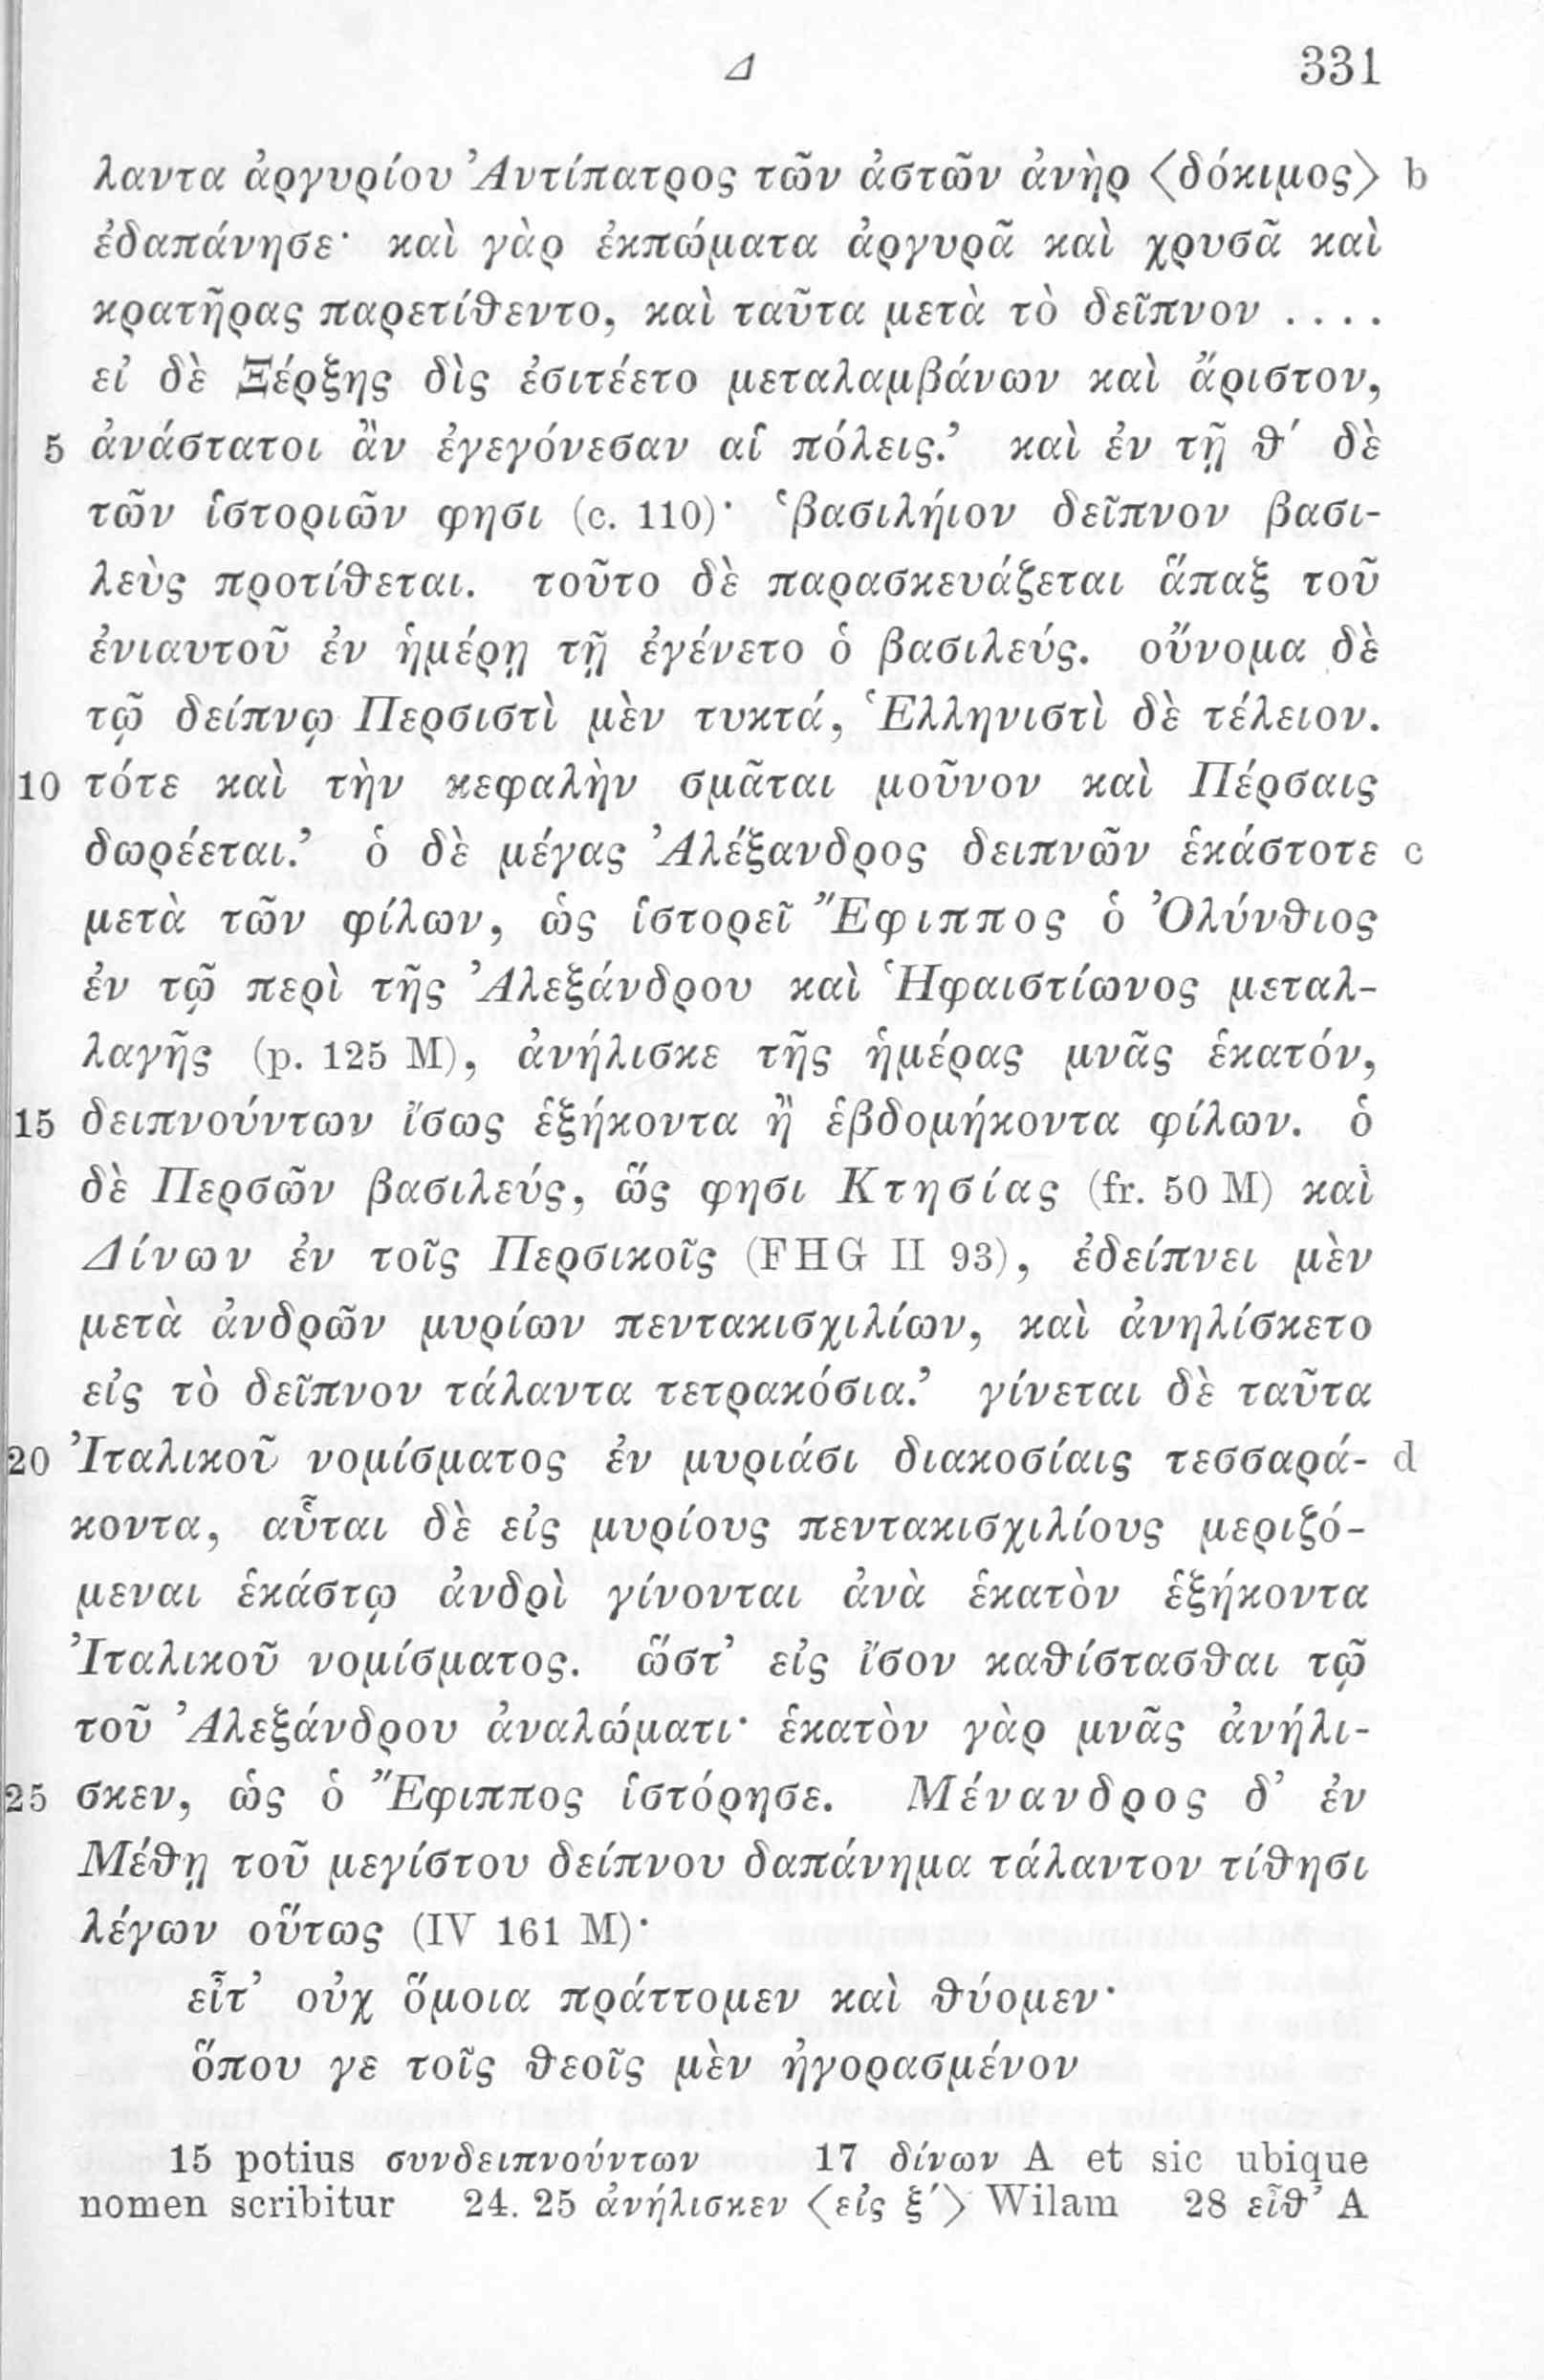 Δ 331
λαντα ἀργυρίου Ἀντίπατρος τῶν ἀστῶν ἀνὴρ ⟨δόκιμος⟩ b
ἐδαπάνησε· καὶ γὰρ ἐκπώματα ἀργυρᾶ καὶ χρυσᾶ καὶ
κρατῆρας παρετίθεντο, καὶ ταῦτα μετὰ τὸ δεῖπνον ....
εἰ δὲ Ξέρξης δὶς ἐσιτέετο μεταλαμβάνων καὶ ἄριστον,
5 ἀνάστατοι ἂν ἐγεγόνεσαν αἱ πόλεις.’ καὶ ἐν τῇ θ′ δὲ
τῶν ἱστοριῶν φησι (c. 110)· ‘βασιλήιον δεῖπνον βασι-
λεὺς προτίθεται. τοῦτο δὲ παρασκευάζεται ἅπαξ τοῦ
ἐνιαυτοῦ ἐν ἡμέρῃ τῇ ἐγένετο ὁ βασιλεύς. οὔνομα δὲ
τῷ δείπνῳ Περσιστὶ μὲν τυκτά, Ἑλληνιστὶ δὲ τέλειον.
10 τότε καὶ τὴν κεφαλὴν σμᾶται μοῦνον καὶ Πέρσαις
δωρέεται.’ ὁ δὲ μέγας Ἀλέξανδρος δειπνῶν ἑκάστοτε c
μετὰ τῶν φίλων, ὡς ἱστορεῖ Ἔφιππος ὁ Ὀλύνθιος
ἐν τῷ περὶ τῆς Ἀλεξάνδρου καὶ Ἡφαιστίωνος μεταλ-
λαγῆς (p. 125 M), ἀνήλισκε τῆς ἡμέρας μνᾶς ἑκατόν,
15 δειπνούντων ἴσως ἑξήκοντα ἢ ἑβδομήκοντα φίλων. ὁ
δὲ Περσῶν βασιλεύς, ὥς φησι Κτησίας (fr. 50 M) καὶ
Δίνων ἐν τοῖς Περσικοῖς (FHG II 93), ἐδείπνει μὲν
μετὰ ἀνδρῶν μυρίων πεντακισχιλίων, καὶ ἀνηλίσκετο
εἰς τὸ δεῖπνον τάλαντα τετρακόσια.’ γίνεται δὲ ταῦτα
20 Ἰταλικοῦ νομίσματος ἐν μυριάσι διακοσίαις τεσσαρά- d
κοντα, αὗται δὲ εἰς μυρίους πεντακισχιλίους μεριζό-
μεναι ἑκάστῳ ἀνδρὶ γίνονται ἀνὰ ἑκατὸν ἑξήκοντα
Ἰταλικοῦ νομίσματος. ὥστ’ εἰς ἴσον καθίστασθαι τῷ
τοῦ Ἀλεξάνδρου ἀναλώματι· ἑκατὸν γὰρ μνᾶς ἀνήλι-
25 σκεν, ὡς ὁ Ἔφιππος ἱστόρησε. Μένανδρος δ’ ἐν
Μέθῃ τοῦ μεγίστου δείπνου δαπάνημα τάλαντον τίθησι
λέγων οὕτως (IV 161 M)·
εἶτ’ οὐχ ὅμοια πράττομεν καὶ θύομεν·
ὅπου γε τοῖς θεοῖς μὲν ἠγορασμένον
15 potius συνδειπνούντων 17 δίνων A et sic ubique
nomen scribitur 24. 25 ἀνήλισκεν ⟨εἰς ξ′⟩ Wilam 28 εἶθ’ A